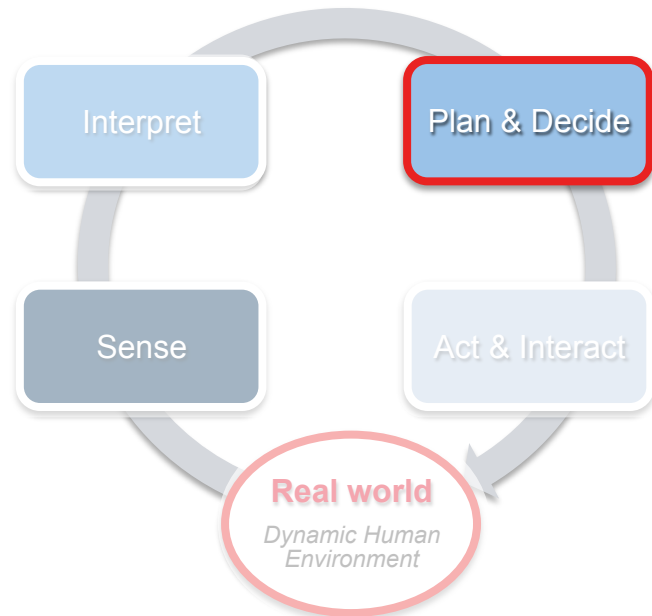 Interpret
Plan & Decide
Sense
Act & Interact
Real world
Dynamic Human
Environment